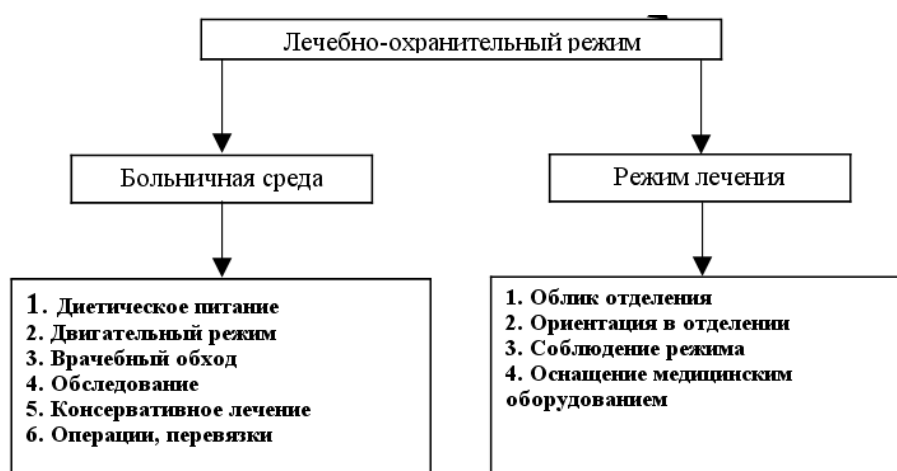 Лечебно-охранительный режим
Больничная среда
Режим лечения
1. Диетическое питание
2. Двигательный режим
3. Врачебный обход
4. Обследование
5. Консервативное лечение
6. Операции, перевязки
1. Облик отделения
2. Ориентация в отделении
3. Соблюдение режима
4. Оснащение медицинским
оборудованием